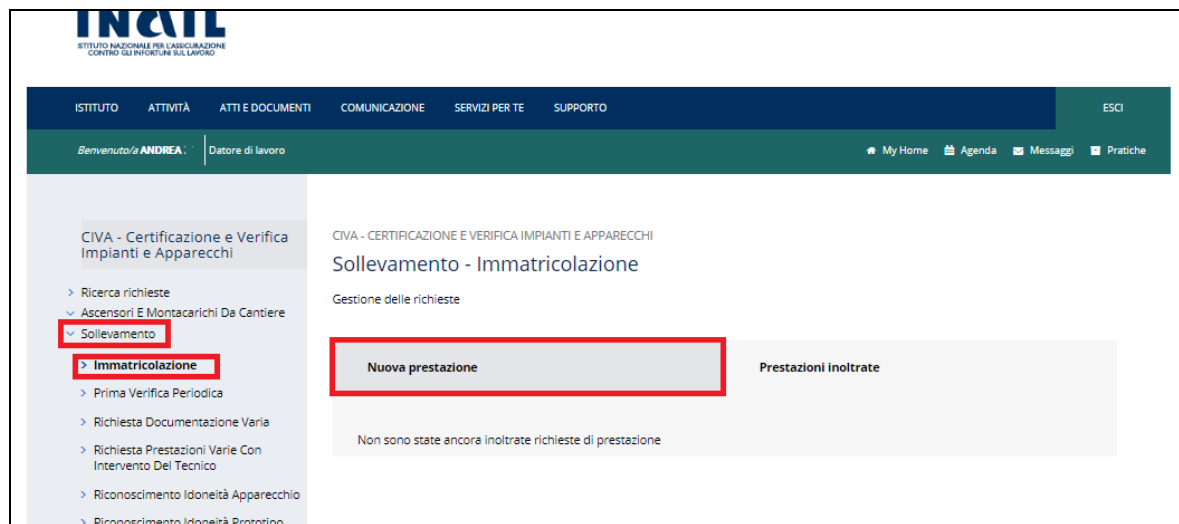 INAIL
ISTITUTO NAZIONALE PER L'ASSICURAZIONE
CONTRO GLI INFORTUNI SUL LAVORO
ISTITUTO ATTIVITÀ ATTI E DOCUMENTI COMUNICAZIONE SERVIZI PER TE SUPPORTO ESCI
Benvenuto/a ANDREA Datore di lavoro My Home Agenda Messaggi Pratiche
CIVA - Certificazione e Verifica
Impianti e Apparecchi
Ricerca richieste
Ascensori E Montacarichi Da Cantiere
Sollevamento
Immatricolazione
Prima Verifica Periodica
Richiesta Documentazione Varia
Richiesta Prestazioni Varie Con
Intervento Del Tecnico
Riconoscimento Idoneità Apparecchio
Riconoscimento Idoneità Prototipo
CIVA - CERTIFICAZIONE E VERIFICA IMPIANTI E APPARECCHI
Sollevamento - Immatricolazione
Gestione delle richieste
Nuova prestazione Prestazioni inoltrate
Non sono state ancora inoltrate richieste di prestazione